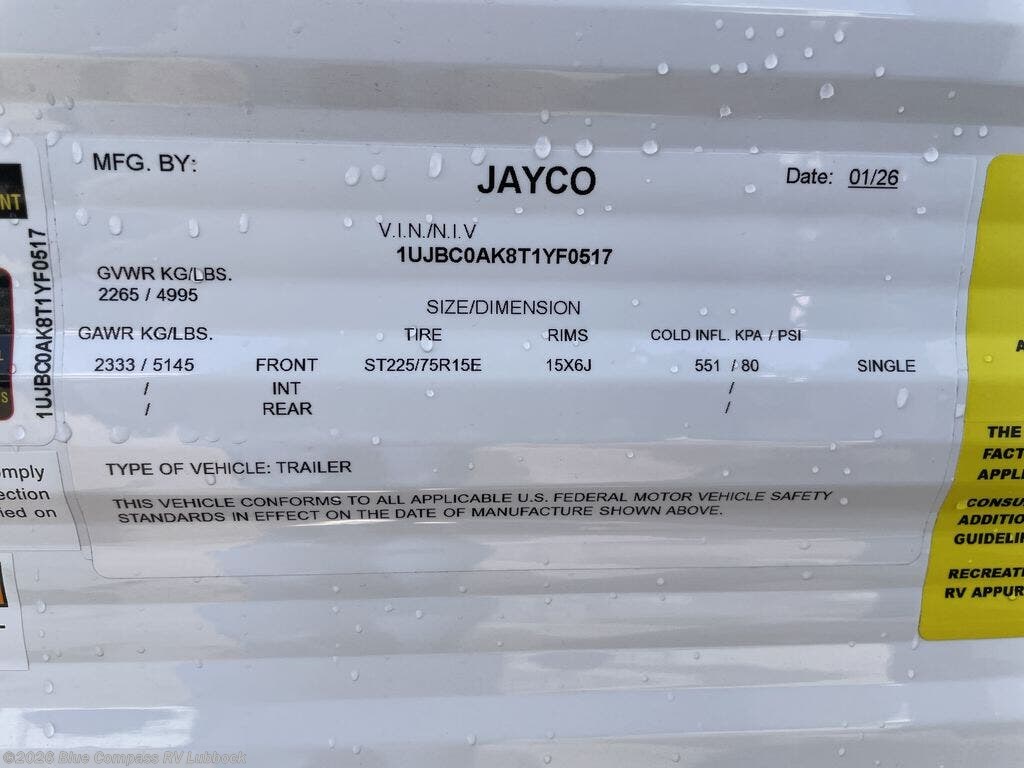 MFG. BY:
JAYCO
Date: 01/26
V.I.N./N.I.V
1UJBC0AK8T1YF0517
GVWR KG/LBS.
2265 / 4995
SIZE/DIMENSION
GAWR KG/LBS. TIRE RIMS COLD INFL. KPA / PSI
2333 / 5145 FRONT ST225/75R15E 15X6J 551 / 80 SINGLE
/ INT /
/ REAR /
TYPE OF VEHICLE: TRAILER
THIS VEHICLE CONFORMS TO ALL APPLICABLE U.S. FEDERAL MOTOR VEHICLE SAFETY
STANDARDS IN EFFECT ON THE DATE OF MANUFACTURE SHOWN ABOVE.
NT
1UJBC0AK8T1YF0517
L
S
mply
ection
ied on
A
THE
FACT
APPL
CONSU
ADDITIO
GUIDELI
RECREATI
RV APPUR
©2026 Blue Compass RV Lubbock